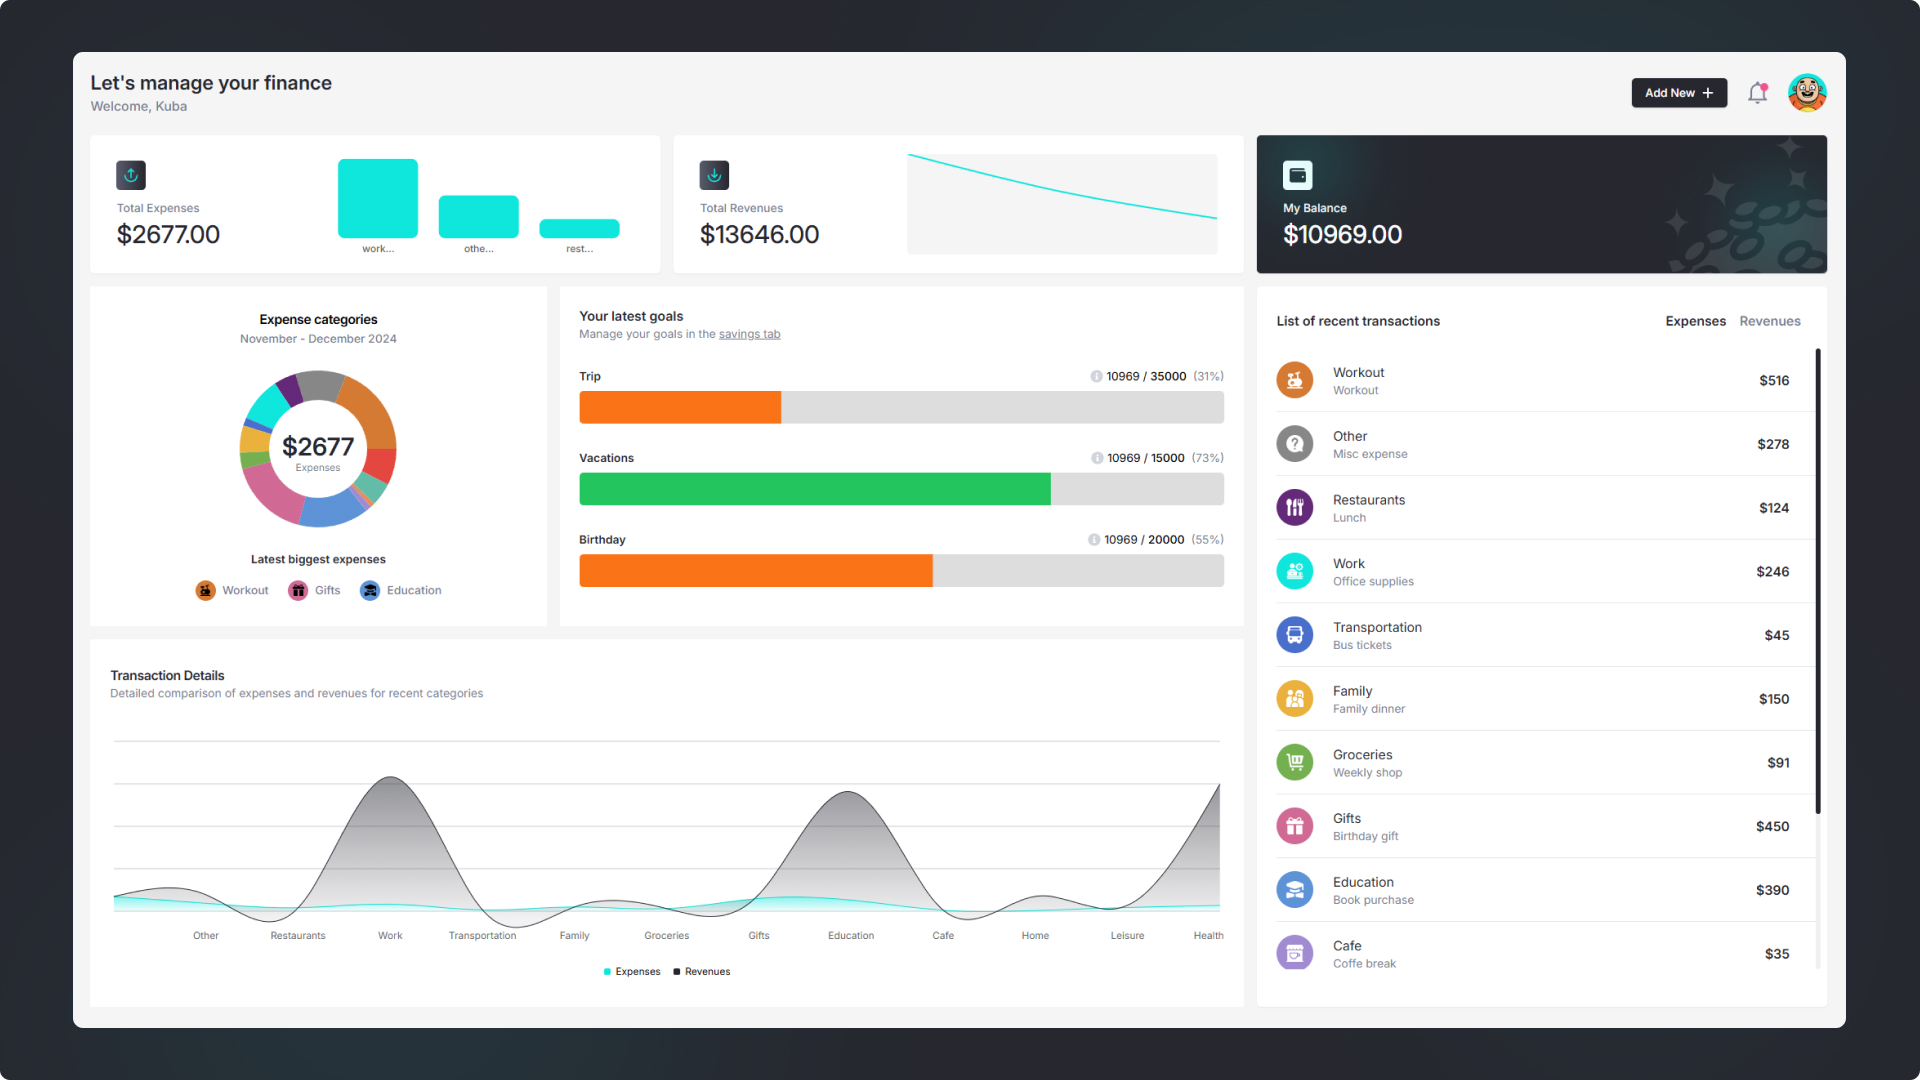 Let's manage your finance
Welcome, Kuba
Add New +
Total Expenses
$2677.00
work...
othe...
rest...
Total Revenues
$13646.00
My Balance
$10969.00
Expense categories
November - December 2024
$2677
Expenses
Latest biggest expenses
Workout
Gifts
Education
Your latest goals
Manage your goals in the savings tab
Trip
10969 / 35000 (31%)
Vacations
10969 / 15000 (73%)
Birthday
10969 / 20000 (55%)
Transaction Details
Detailed comparison of expenses and revenues for recent categories
Other
Restaurants
Work
Transportation
Family
Groceries
Gifts
Education
Cafe
Home
Leisure
Health
Expenses
Revenues
List of recent transactions
Expenses
Revenues
Workout
Workout
$516
Other
Misc expense
$278
Restaurants
Lunch
$124
Work
Office supplies
$246
Transportation
Bus tickets
$45
Family
Family dinner
$150
Groceries
Weekly shop
$91
Gifts
Birthday gift
$450
Education
Book purchase
$390
Cafe
Coffe break
$35